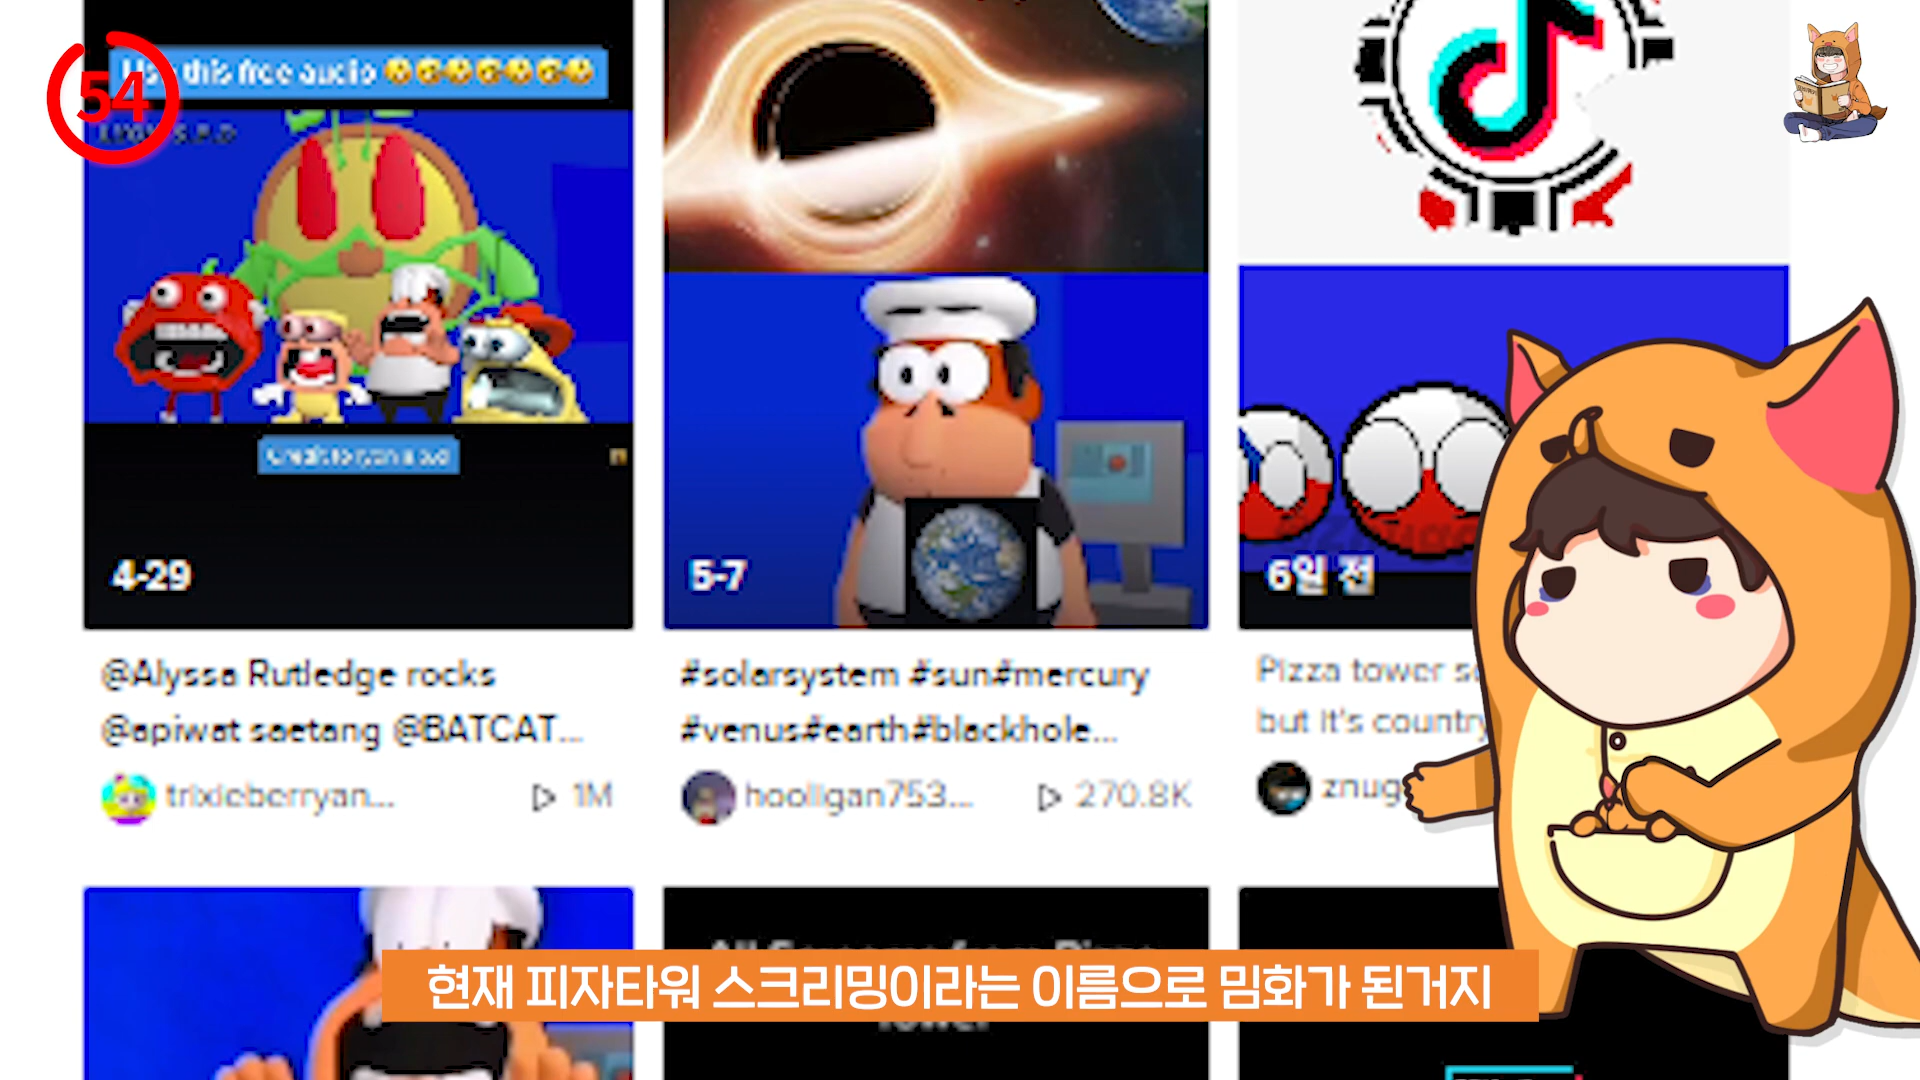 54
Use this free audio
4-29
5-7
6일 전
@Alyssa Rutledge rocks
@apiwat saetang @BATCAT...
trixieberryan...
1M
#solarsystem #sun#mercury
#venus#earth#blackhole...
hooligan753...
270.8K
Pizza tower
but it's country
znug
현재 피자타워 스크리밍이라는 이름으로 밈화가 된거지